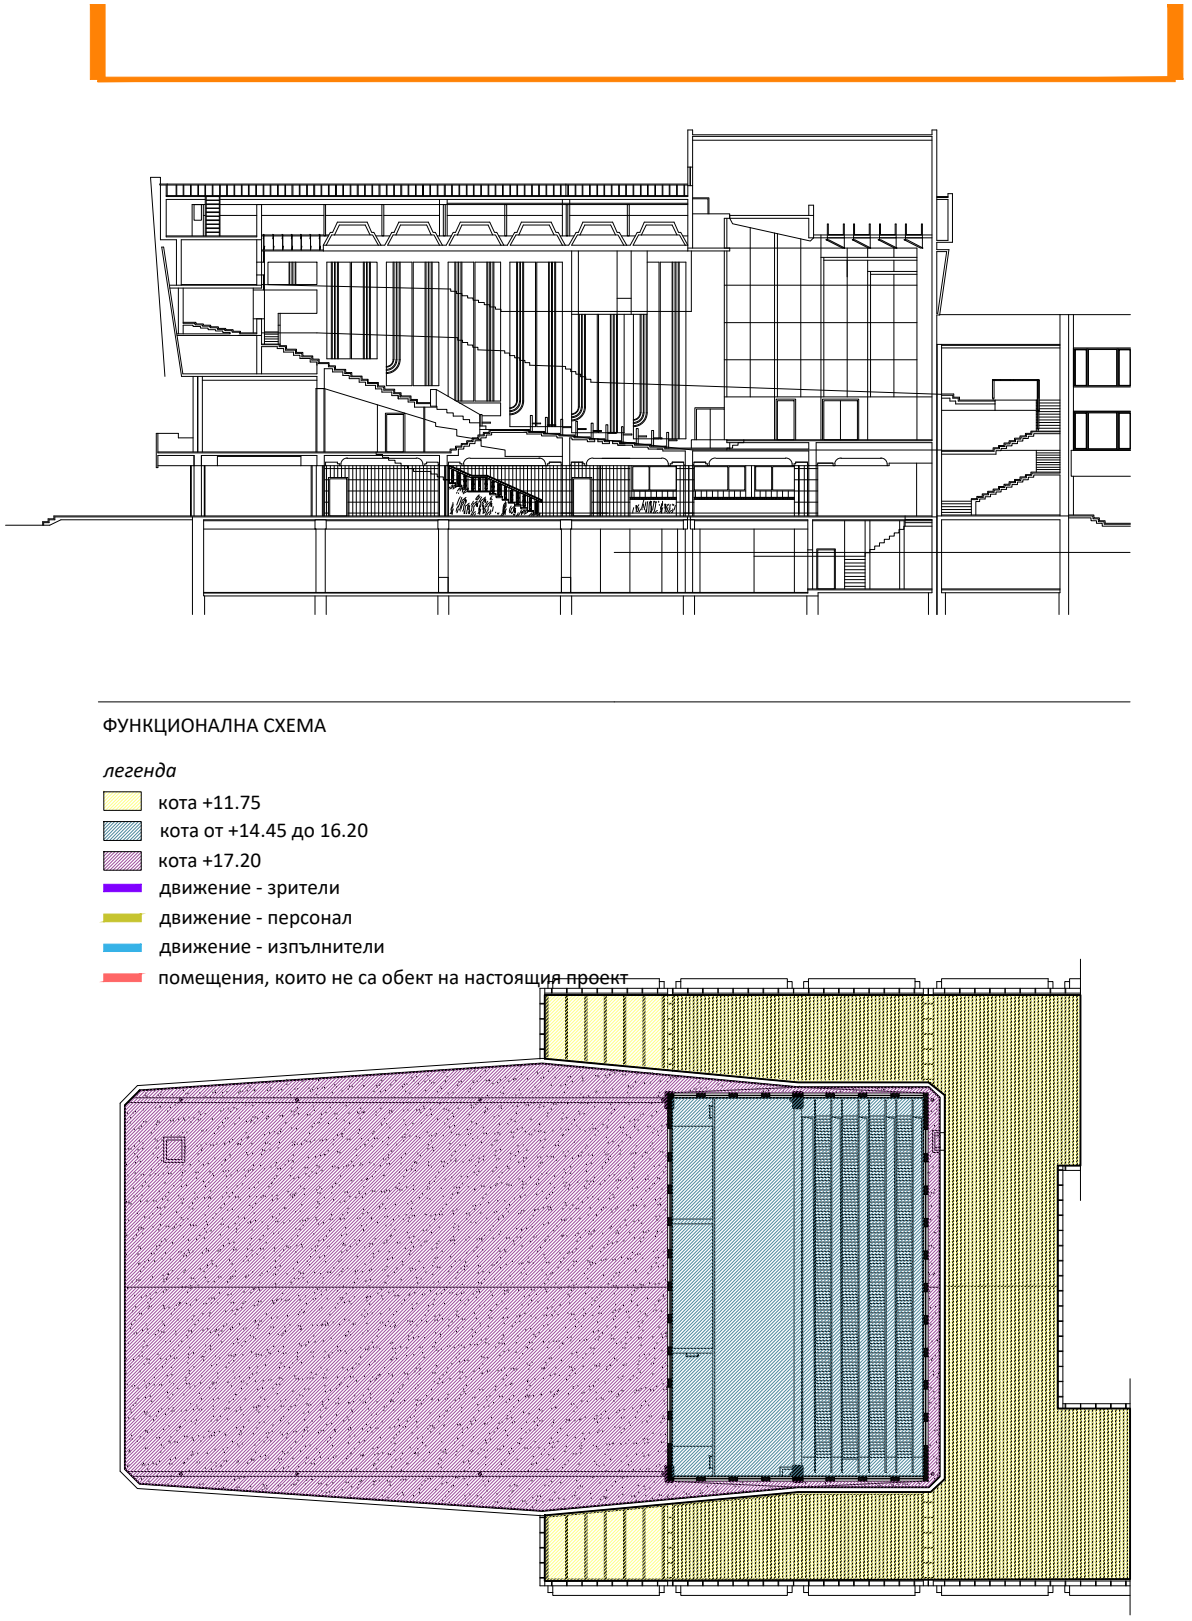 ФУНКЦИОНАЛНА СХЕМА
легенда
кота +11.75
кота от +14.45 до 16.20
кота +17.20
движение - зрители
движение - персонал
движение - изпълнители
помещения, които не са обект на настоящия проект